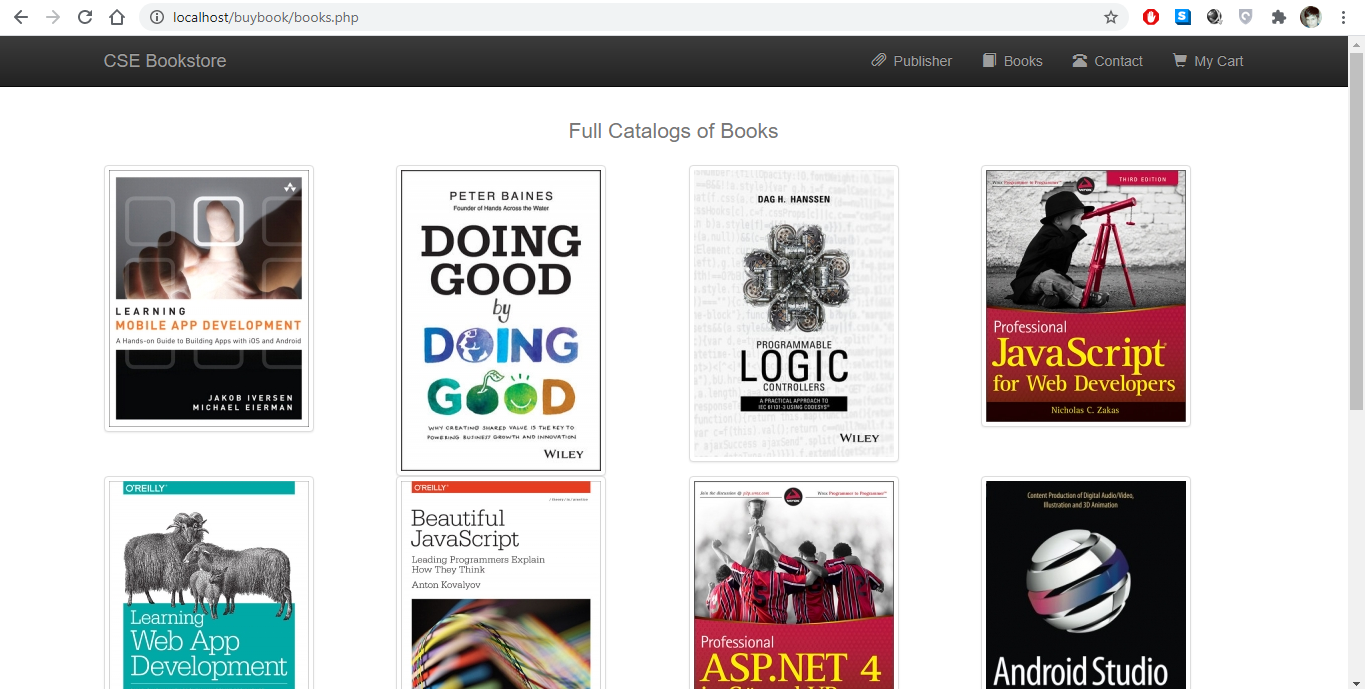 localhost/buybook/books.php
CSE Bookstore
Publisher
Books
Contact
My Cart
Full Catalogs of Books
LEARNING
MOBILE APP DEVELOPMENT
A Hands-on Guide to Building Apps with iOS and Android
JAKOB IVERSEN
MICHAEL EIERMAN
PETER BAINES
Founder of Hands Across the Water
DOING
GOOD
by
DOING
GOOD
WHY CREATING SHARED VALUE IS THE KEY TO
POWERING BUSINESS GROWTH AND INNOVATION
WILEY
DAG H. HANSSEN
PROGRAMMABLE
LOGIC
CONTROLLERS
A PRACTICAL APPROACH TO
IEC 61131-3 USING CODESYS
WILEY
Wrox Programmer to Programmer™
THIRD EDITION
Professional
JavaScript®
for Web Developers
Nicholas C. Zakas
O'REILLY®
Learning
Web App
Development
O'REILLY®
Beautiful
JavaScript
Leading Programmers Explain
How They Think
Anton Kovalyov
Join the discussion @ p2p.wrox.com
Wrox Programmer to Programmer™
Professional
ASP.NET 4
Content Production of Digital Audio/Video,
Illustration and 3D Animation
Android Studio